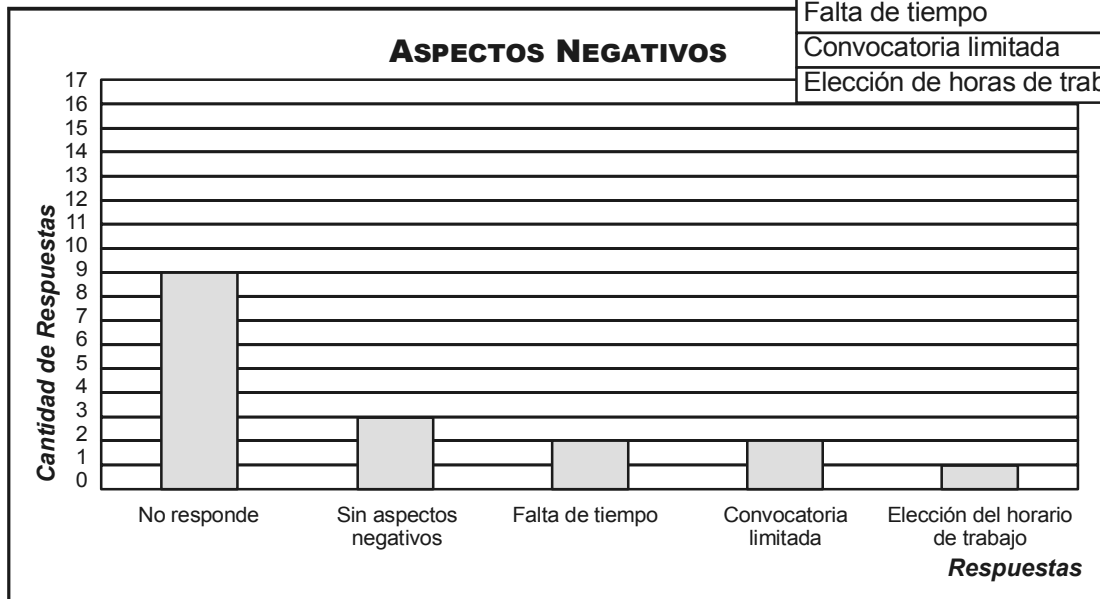 Falta de tiempo
Convocatoria limitada
Elección de horas de trab
ASPECTOS NEGATIVOS
Cantidad de Respuestas
17
16
15
14
13
12
11
10
9
8
7
6
5
4
3
2
1
0
No responde
Sin aspectos
negativos
Falta de tiempo
Convocatoria
limitada
Elección del horario
de trabajo
Respuestas